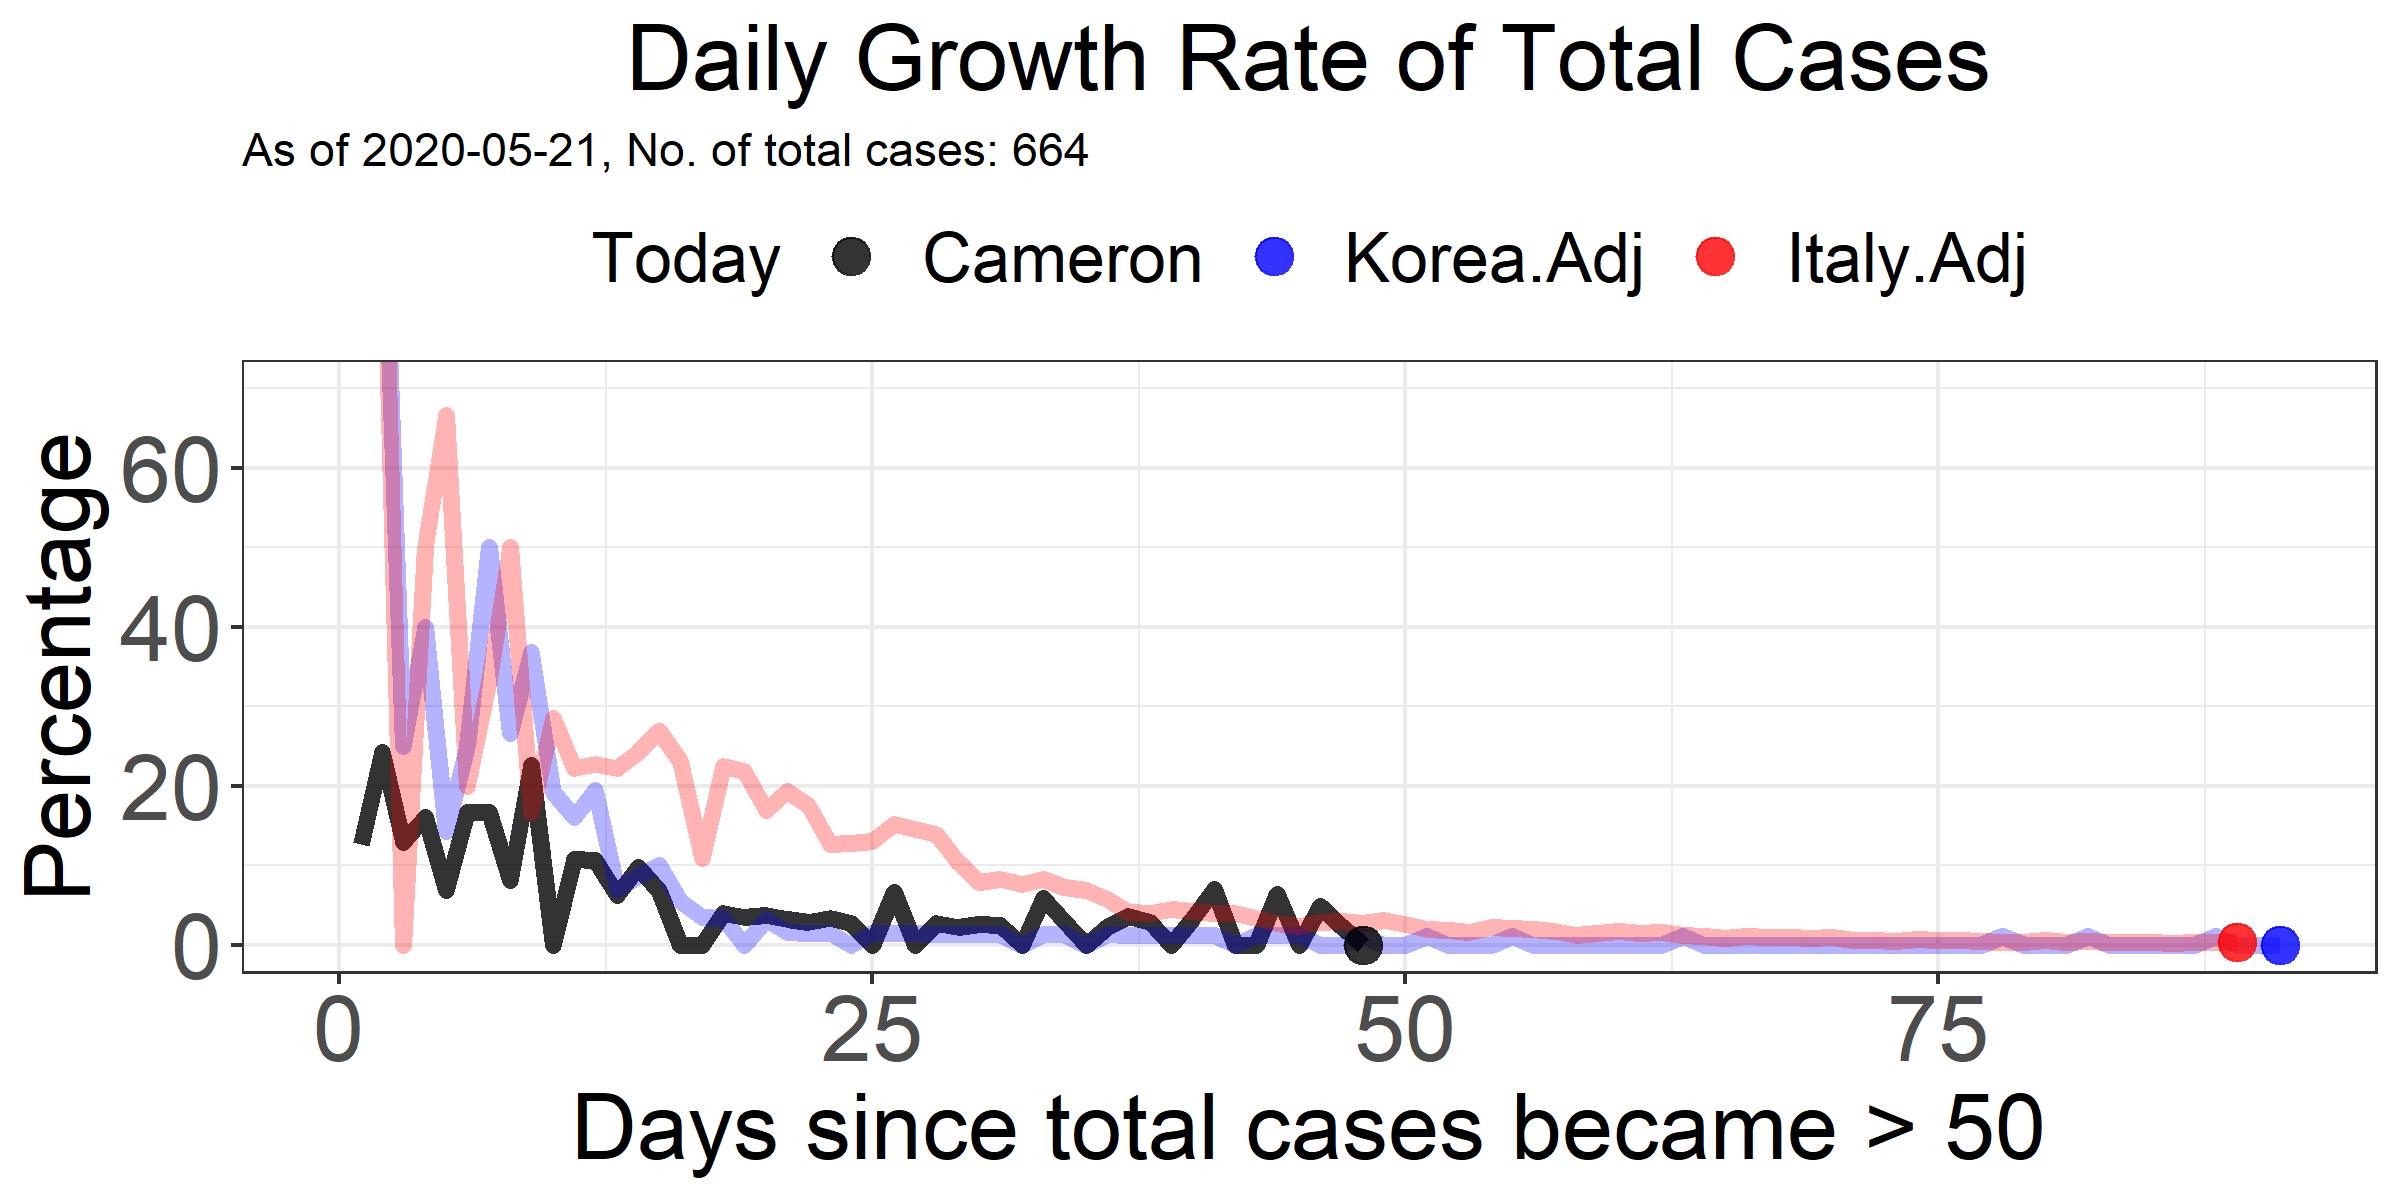 Daily Growth Rate of Total Cases
As of 2020-05-21, No. of total cases: 664
Today Cameron Korea.Adj Italy.Adj
Percentage
60
40
20
0
0 25 50 75
Days since total cases became > 50